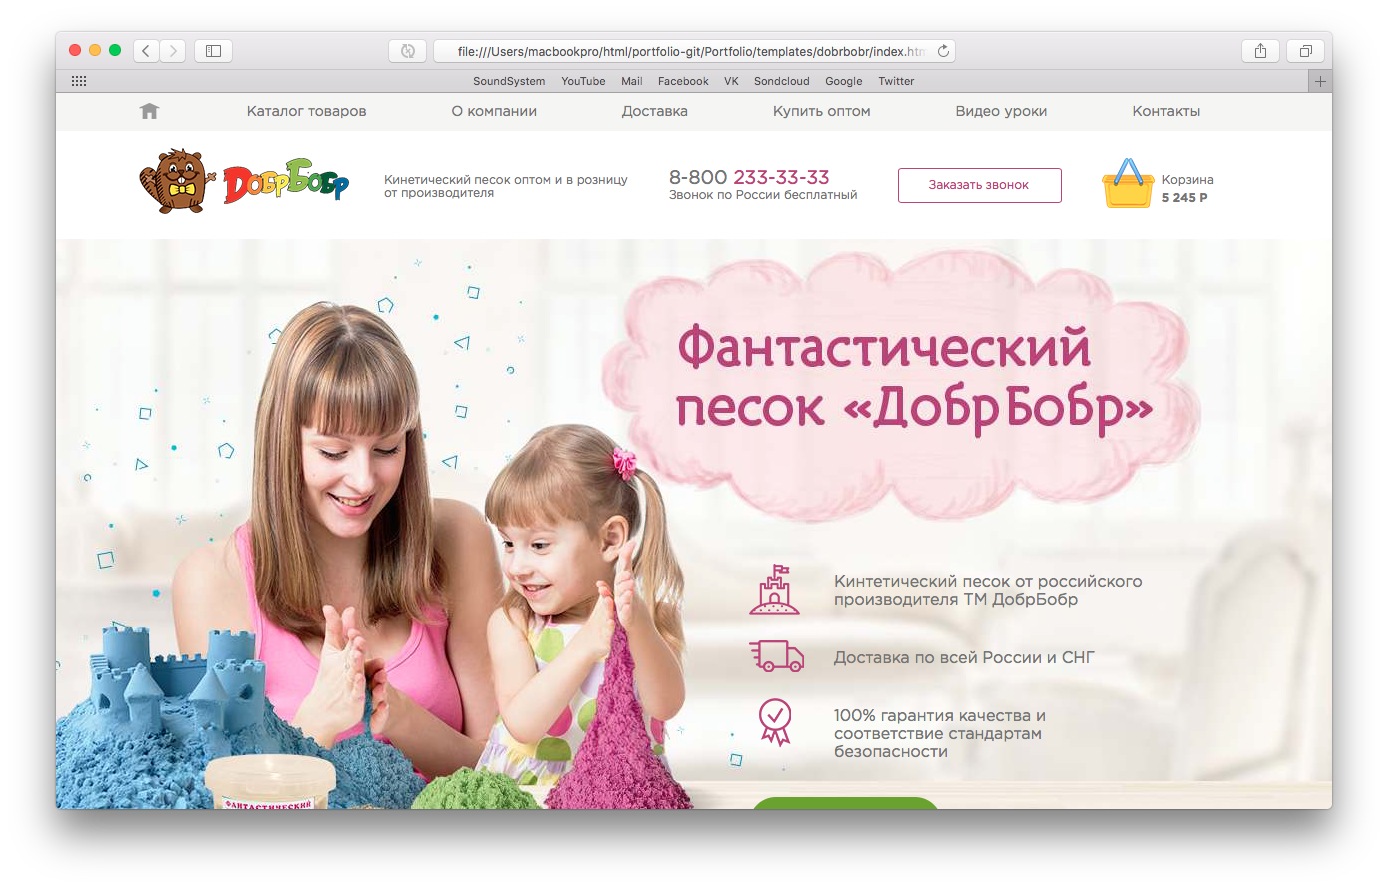 file:///Users/macbookpro/html/portfolio-git/Portfolio/templates/dobrbobr/index.htm
SoundSystem YouTube Mail Facebook VK Sondcloud Google Twitter
Каталог товаров О компании Доставка Купить оптом Видео уроки Контакты
ДобрБобр
Кинетический песок оптом и в розницу
от производителя
8-800 233-33-33
Звонок по России бесплатный
Заказать звонок
Корзина
5 245 Р
Фантастический
песок «ДобрБобр»
Кинтетический песок от российского
производителя ТМ ДобрБобр
Доставка по всей России и СНГ
100% гарантия качества и
соответствие стандартам
безопасности
ФАНТАСТИЧЕСКИЙ